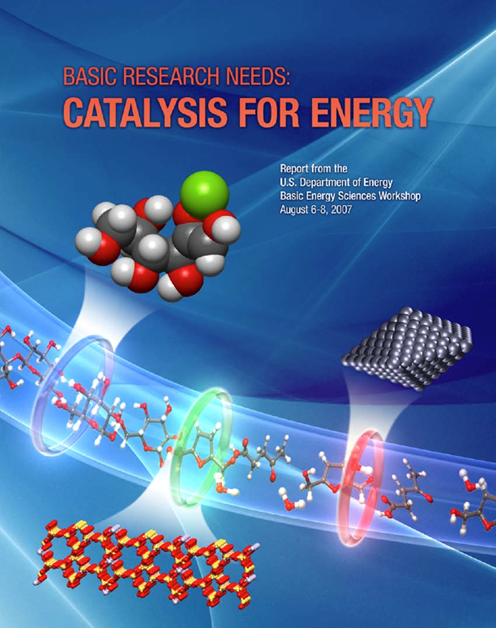 BASIC RESEARCH NEEDS:
CATALYSIS FOR ENERGY
Report from the
U.S. Department of Energy
Basic Energy Sciences Workshop
August 6-8, 2007